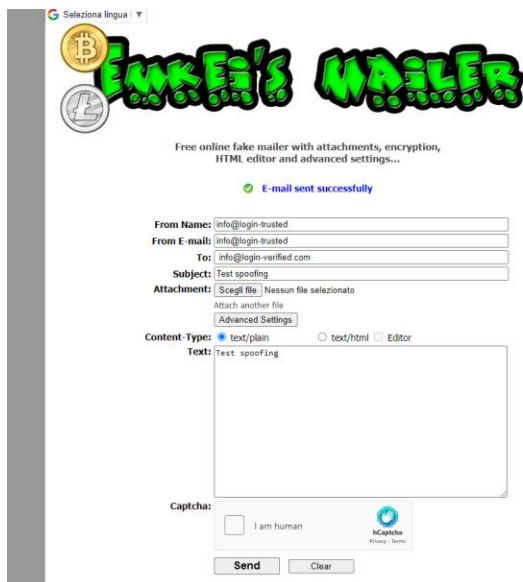 Seleziona lingua ▼
EMKEI'S MAILER
Free online fake mailer with attachments, encryption,
HTML editor and advanced settings...
E-mail sent successfully
From Name: info@login-trusted
From E-mail: info@login-trusted
To: info@login-verified.com
Subject: Test spoofing
Attachment: Scegli file Nessun file selezionato
Attach another file
Advanced Settings
Content-Type: text/plain text/html Editor
Text: Test spoofing
Captcha:
I am human
hCaptcha
Privacy - Terms
Send Clear